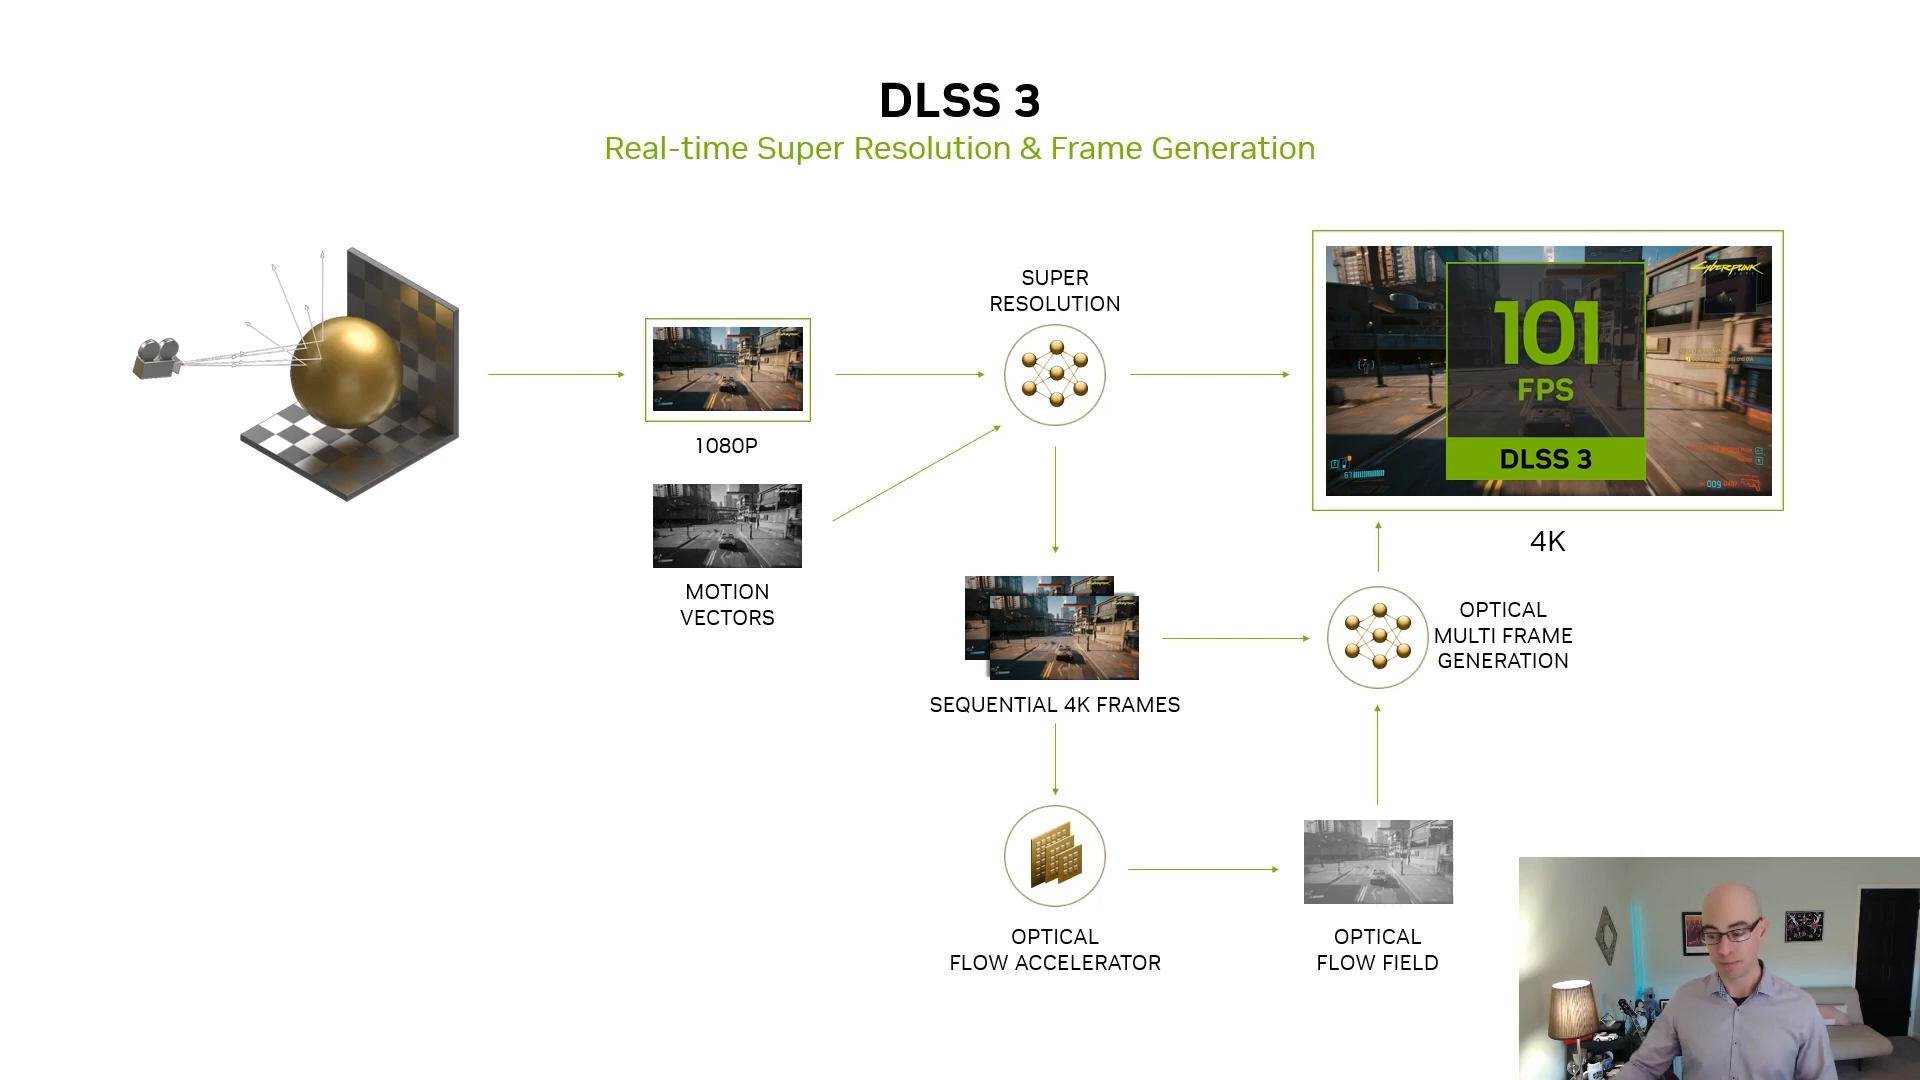 DLSS 3
Real-time Super Resolution & Frame Generation
SUPER
RESOLUTION
1080P
MOTION
VECTORS
CYBERPUNK
101
FPS
DLSS 3
4K
SEQUENTIAL 4K FRAMES
OPTICAL
MULTI FRAME
GENERATION
OPTICAL
FLOW ACCELERATOR
OPTICAL
FLOW FIELD